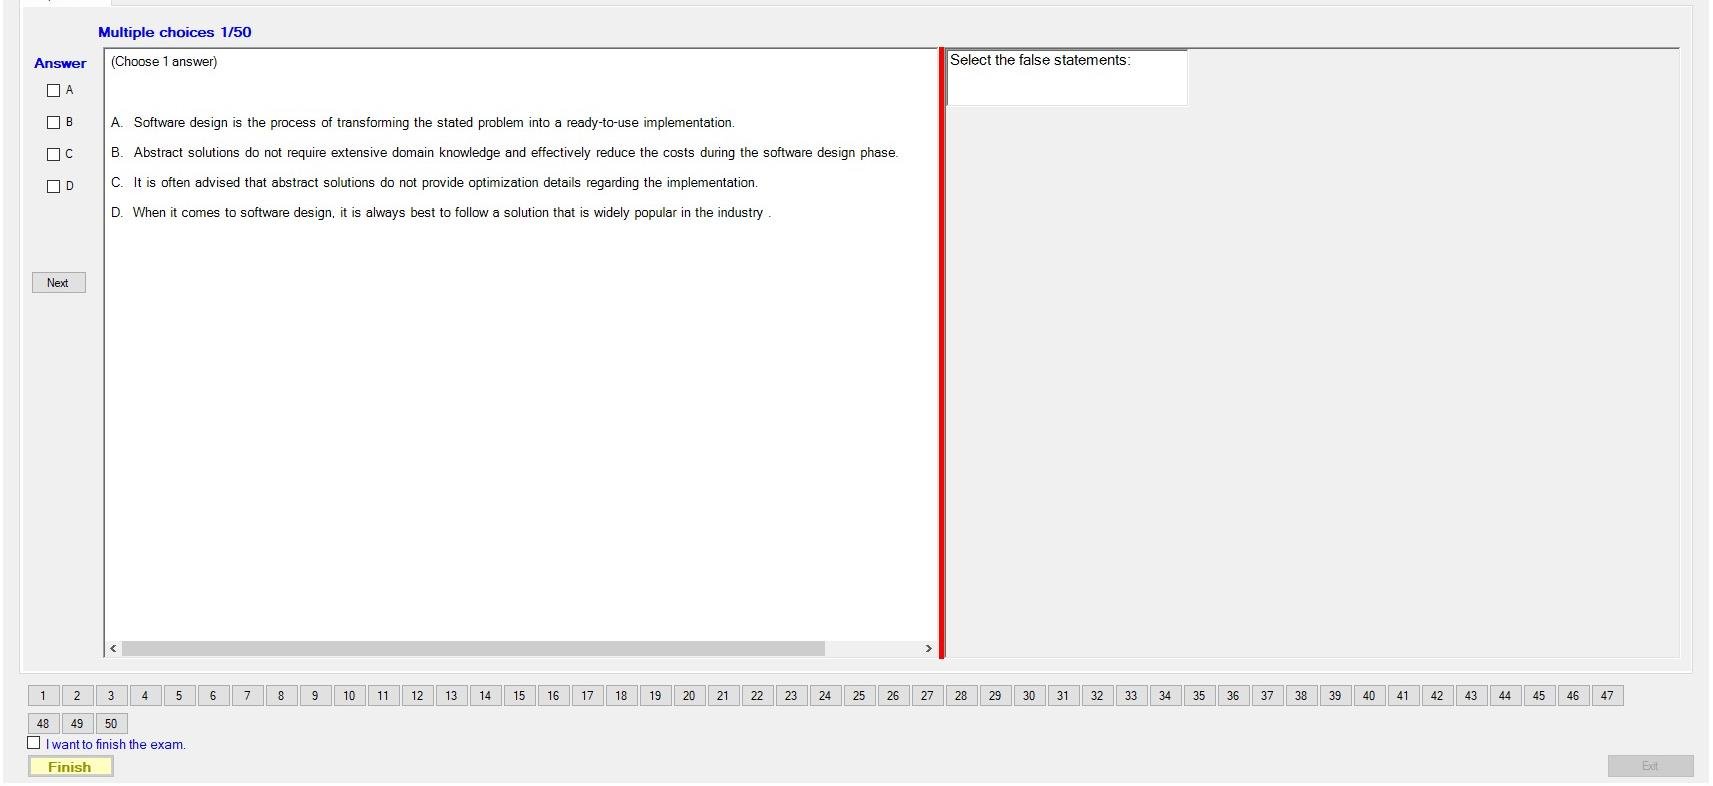 Multiple choices 1/50
Answer
(Choose 1 answer)
Select the false statements:
A
B
C
D
A. Software design is the process of transforming the stated problem into a ready-to-use implementation.
B. Abstract solutions do not require extensive domain knowledge and effectively reduce the costs during the software design phase.
C. It is often advised that abstract solutions do not provide optimization details regarding the implementation.
D. When it comes to software design, it is always best to follow a solution that is widely popular in the industry .
Next
< >
1 2 3 4 5 6 7 8 9 10 11 12 13 14 15 16 17 18 19 20 21 22 23 24 25 26 27 28 29 30 31 32 33 34 35 36 37 38 39 40 41 42 43 44 45 46 47
48 49 50
I want to finish the exam.
Finish
Exit